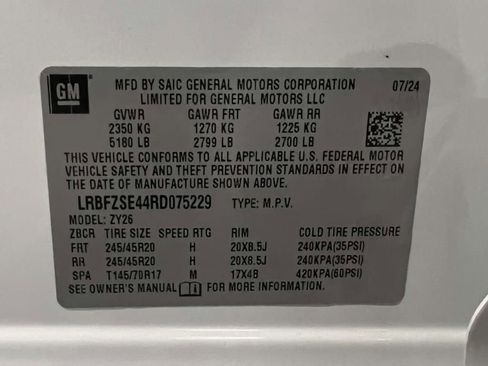 GM
MFD BY SAIC GENERAL MOTORS CORPORATION 07/24
LIMITED FOR GENERAL MOTORS LLC
GVWR GAWR FRT GAWR RR
2350 KG 1270 KG 1225 KG
5180 LB 2799 LB 2700 LB
THIS VEHICLE CONFORMS TO ALL APPLICABLE U.S. FEDERAL MOTOR
VEHICLE SAFETY AND THEFT PREVENTION STANDARDS IN EFFECT ON
THE DATE OF MANUFACTURE SHOWN ABOVE.
LRBFZSE44RD075229 TYPE: M.P.V.
MODEL: ZY26
ZBCR TIRE SIZE SPEED RTG RIM COLD TIRE PRESSURE
FRT 245/45R20 H 20X8.5J 240KPA(35PSI)
RR 245/45R20 H 20X8.5J 240KPA(35PSI)
SPA T145/70R17 M 17X4B 420KPA(60PSI)
SEE OWNER'S MANUAL FOR MORE INFORMATION.